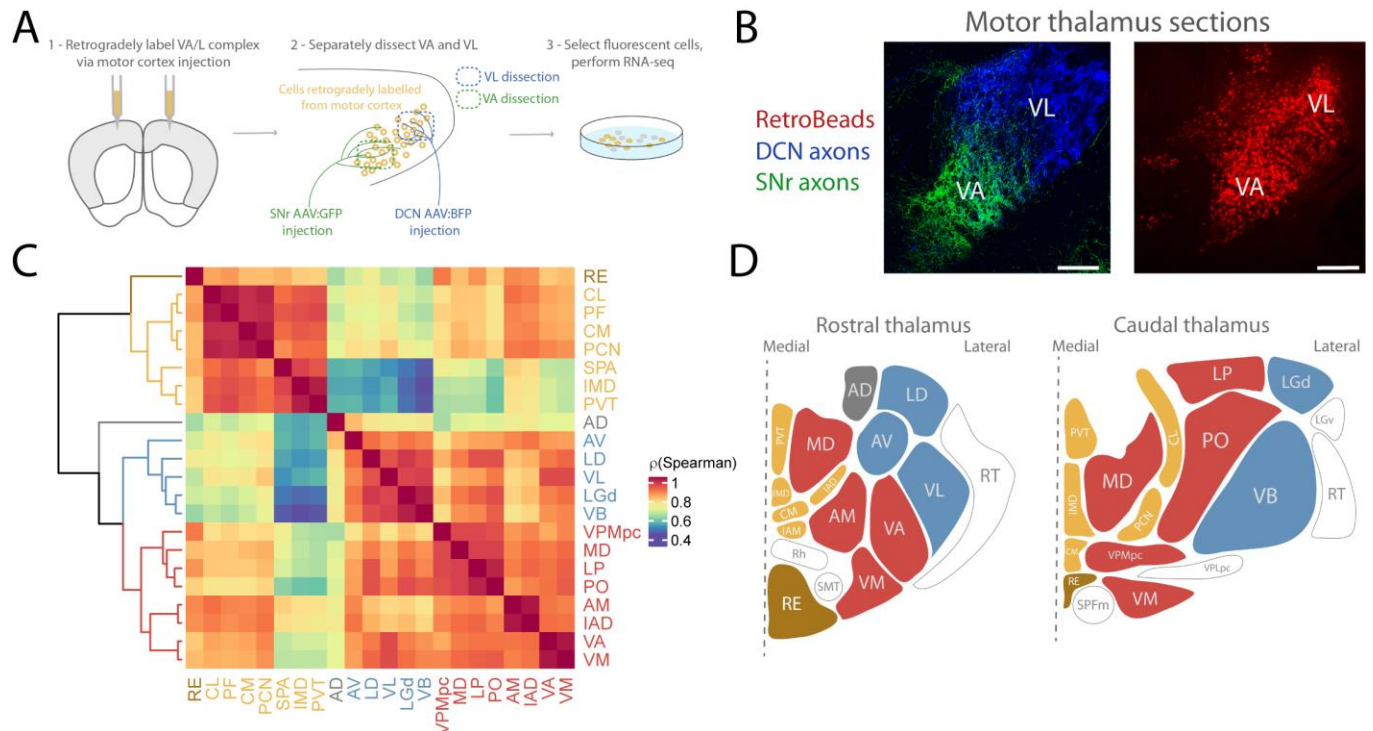 A
1 - Retrogradely label VA/L complex
via motor cortex injection
2 - Separately dissect VA and VL
3 - Select fluorescent cells,
perform RNA-seq
Cells retrogradely labelled
from motor cortex
VL dissection
VA dissection
SNr AAV:GFP
injection
DCN AAV:BFP
injection
B
Motor thalamus sections
RetroBeads
DCN axons
SNr axons
VL
VA
VL
VA
C
RE
CL
PF
CM
PCN
SPA
IMD
PVT
AD
AV
LD
VL
LGd
VB
VPMpc
MD
LP
PO
AM
IAD
VA
VM
RE CL PF CM PCN SPA IMD PVT AD AV LD VL LGd VB VPMpc MD LP PO AM IAD VA VM
ρ(Spearman)
1
0.8
0.6
0.4
D
Rostral thalamus
Medial
Lateral
AD
LD
PVT
MD
AV
IMD
IAD
VL
RT
CM
AM
VA
IAM
Rh
SMT
VM
RE
Caudal thalamus
Medial
Lateral
LP
LGd
PVT
CL
LGv
PO
MD
VB
RT
IMD
PCN
CM
VPMpc
VPLpc
RE
SPFm
VM